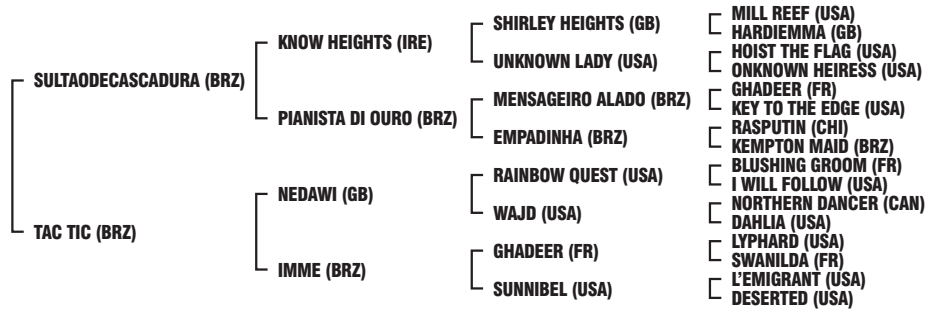 MILL REEF (USA)
SHIRLEY HEIGHTS (GB)
HARDIEMMA (GB)
KNOW HEIGHTS (IRE)
HOIST THE FLAG (USA)
UNKNOWN LADY (USA)
ONKNOWN HEIRESS (USA)
SULTAODECASCADURA (BRZ)
GHADEER (FR)
MENSAGEIRO ALADO (BRZ)
KEY TO THE EDGE (USA)
PIANISTA DI OURO (BRZ)
RASPUTIN (CHI)
EMPADINHA (BRZ)
KEMPTON MAID (BRZ)
BLUSHING GROOM (FR)
RAINBOW QUEST (USA)
I WILL FOLLOW (USA)
NEDAWI (GB)
NORTHERN DANCER (CAN)
WAJD (USA)
DAHLIA (USA)
TAC TIC (BRZ)
LYPHARD (USA)
GHADEER (FR)
SWANILDA (FR)
IMME (BRZ)
L'EMIGRANT (USA)
SUNNIBEL (USA)
DESERTED (USA)